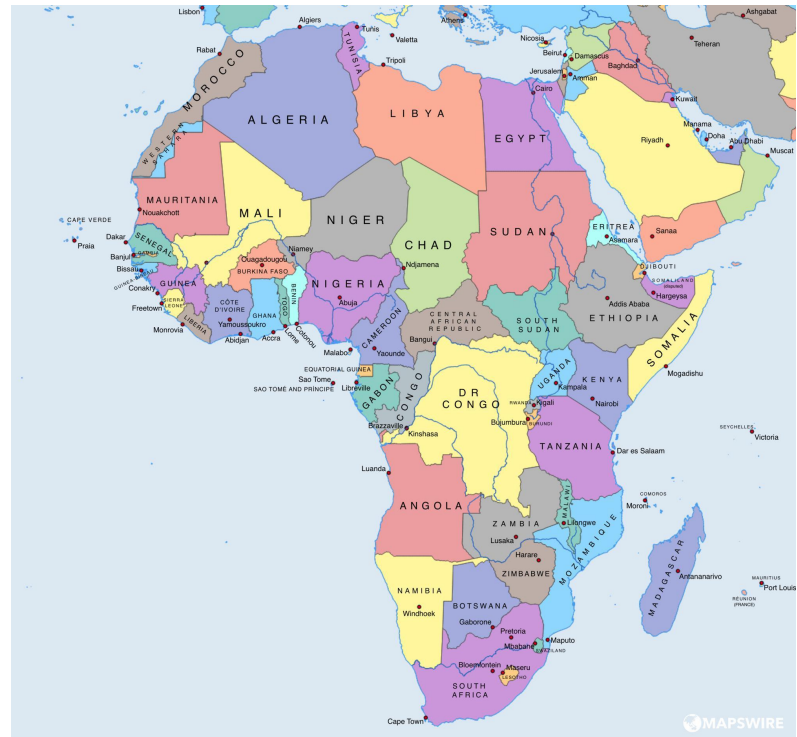 Lisbon
Algiers
Tunis
Athens
Ashgabat
Valetta
Nicosia
Teheran
Rabat
TUNISIA
Tripoli
Beirut
Damascus
Baghdad
MOROCCO
Jerusalem
Amman
Cairo
Kuwait
ALGERIA
LIBYA
EGYPT
WESTERN
SAHARA
Manama
Doha
Abu Dhabi
Riyadh
Muscat
MAURITANIA
Nouakchott
MALI
NIGER
CHAD
SUDAN
ERITREA
Asmara
Sanaa
CAPE VERDE
Praia
Dakar
SENEGAL
Banjul
GAMBIA
Bissau
GUINEA BISSAU
Niamey
Ouagadougou
BURKINA FASO
Ndjamena
DJIBOUTI
SOMALILAND
(disputed)
Hargeysa
GUINEA
Conakry
SIERRA
LEONE
Freetown
CÔTE
D'IVOIRE
Yamoussoukro
GHANA
TOGO
BENIN
NIGERIA
Abuja
Addis Ababa
ETHIOPIA
LIBERIA
Monrovia
Abidjan
Accra
Lome
Cotonou
CAMEROON
CENTRAL
AFRICAN
REPUBLIC
Bangui
SOUTH
SUDAN
SOMALIA
Malabo
Yaounde
EQUATORIAL GUINEA
Sao Tome
SAO TOMÉ AND PRÍNCIPE
Libreville
GABON
CONGO
DR
CONGO
UGANDA
Kampala
KENYA
Nairobi
Mogadishu
RWANDA
Kigali
Bujumbura
BURUNDI
Brazzaville
Kinshasa
TANZANIA
Dar es Salaam
SEYCHELLES
Victoria
Luanda
ANGOLA
ZAMBIA
Lusaka
MALAWI
Lilongwe
COMOROS
Moroni
MOZAMBIQUE
Harare
ZIMBABWE
MADAGASCAR
Antananarivo
MAURITIUS
Port Louis
RÉUNION
(FRANCE)
NAMIBIA
Windhoek
BOTSWANA
Gaborone
Pretoria
Maputo
Mbabane
SWAZILAND
Bloemfontein
Maseru
LESOTHO
SOUTH
AFRICA
Cape Town
MAPSWIRE